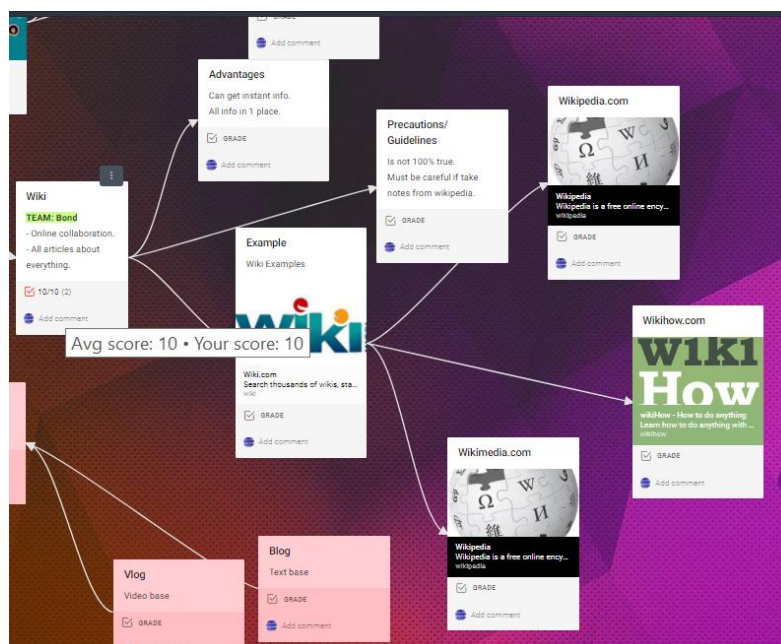 GRADE
Add comment
Advantages
Can get instant info.
All info in 1 place.
GRADE
Add comment
Precautions/
Guidelines
Is not 100% true.
Must be careful if take
notes from wikipedia.
GRADE
Add comment
Wikipedia.com
Ω
W
И
維
Wikipedia
Wikipedia is a free online ency...
wikipedia
GRADE
Add comment
Wiki
TEAM: Bond
- Online collaboration.
- All articles about
everything.
10/10 (2)
Add comment
Avg score: 10 • Your score: 10
Example
Wiki Examples
wiki
Wiki.com
Search thousands of wikis, sta...
wiki
GRADE
Add comment
Wikihow.com
wiki
How
wikiHow - How to do anything
Learn how to do anything with ...
wikihow
GRADE
Add comment
Wikimedia.com
Ω
W
И
維
Wikipedia
Wikipedia is a free online ency...
wikipedia
GRADE
Add comment
Blog
Text base
GRADE
Add comment
Vlog
Video base
GRADE